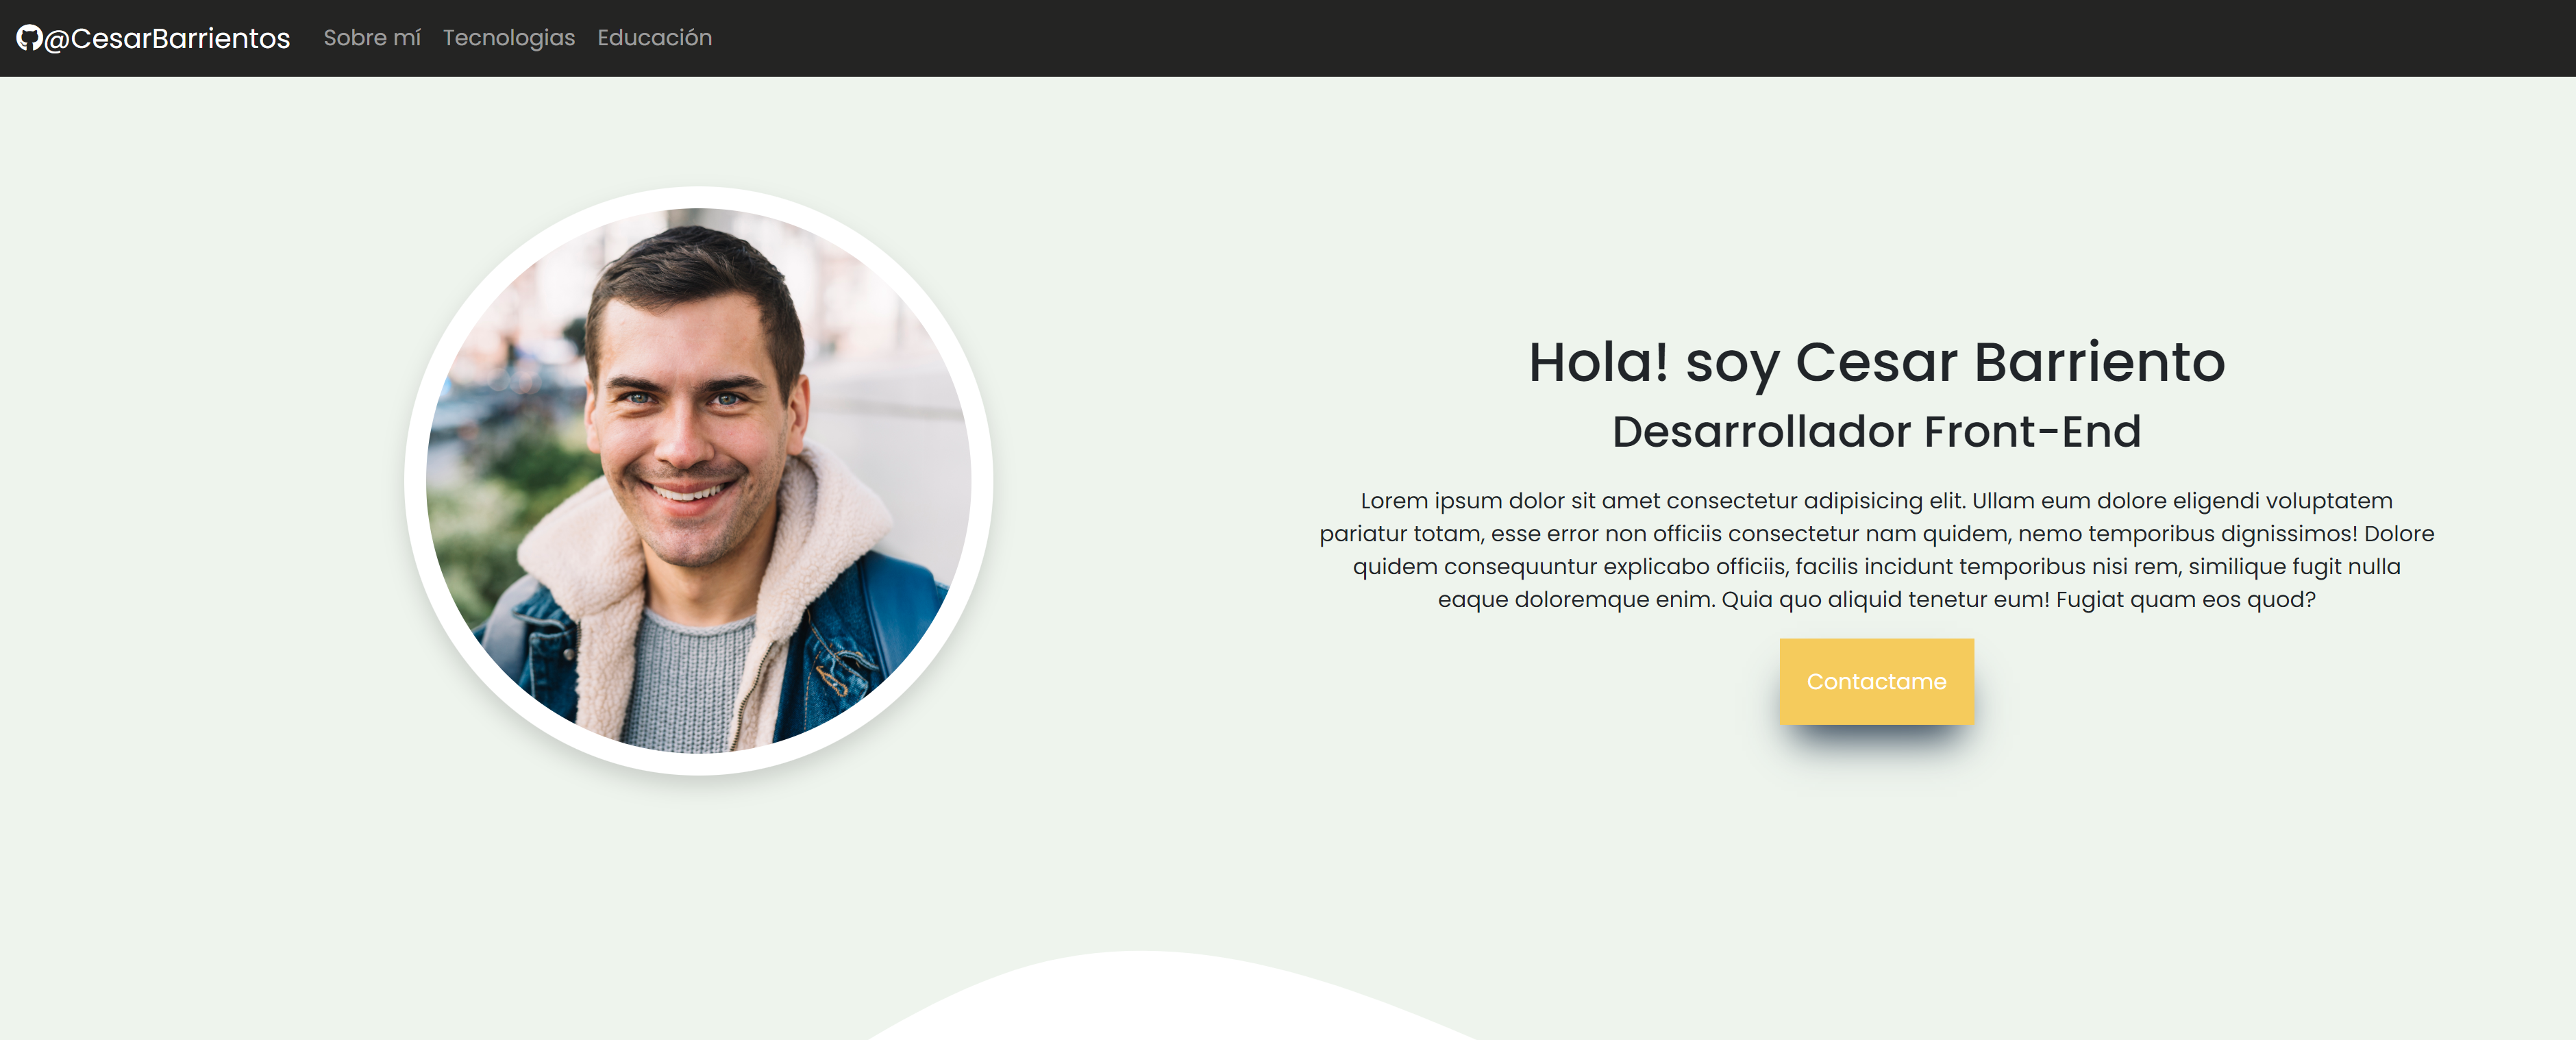 @CesarBarrientos Sobre mí Tecnologias Educación
Hola! soy Cesar Barriento
Desarrollador Front-End
Lorem ipsum dolor sit amet consectetur adipisicing elit. Ullam eum dolore eligendi voluptatem
pariatur totam, esse error non officiis consectetur nam quidem, nemo temporibus dignissimos! Dolore
quidem consequuntur explicabo officiis, facilis incidunt temporibus nisi rem, similique fugit nulla
eaque doloremque enim. Quia quo aliquid tenetur eum! Fugiat quam eos quod?
Contactame